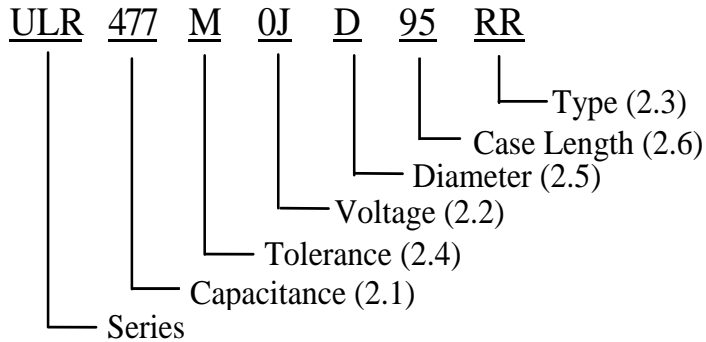 ULR 477 M 0J D 95 RR
Type (2.3)
Case Length (2.6)
Diameter (2.5)
Voltage (2.2)
Tolerance (2.4)
Capacitance (2.1)
Series